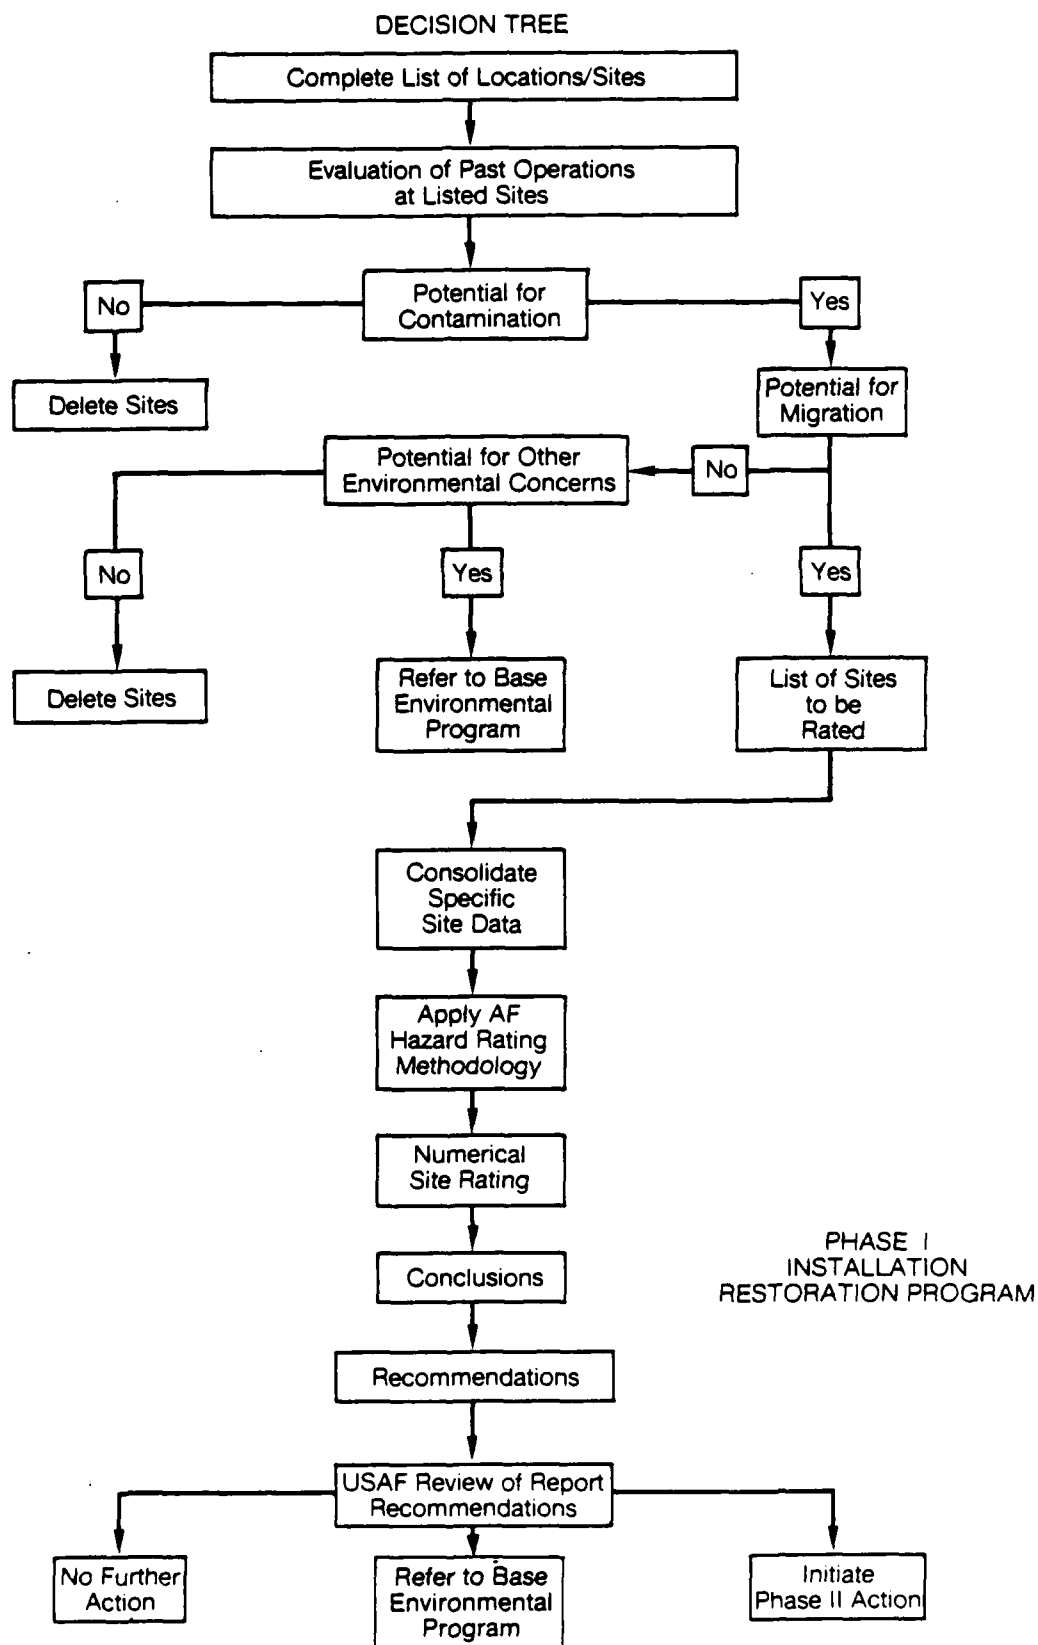 DECISION TREE
Complete List of Locations/Sites
Evaluation of Past Operations
at Listed Sites
No
Potential for
Contamination
Yes
Delete Sites
Potential for
Migration
Potential for Other
Environmental Concerns
No
No
Yes
Yes
Delete Sites
Refer to Base
Environmental
Program
List of Sites
to be
Rated
Consolidate
Specific
Site Data
Apply AF
Hazard Rating
Methodology
Numerical
Site Rating
Conclusions
PHASE I
INSTALLATION
RESTORATION PROGRAM
Recommendations
USAF Review of Report
Recommendations
No Further
Action
Refer to Base
Environmental
Program
Initiate
Phase II Action